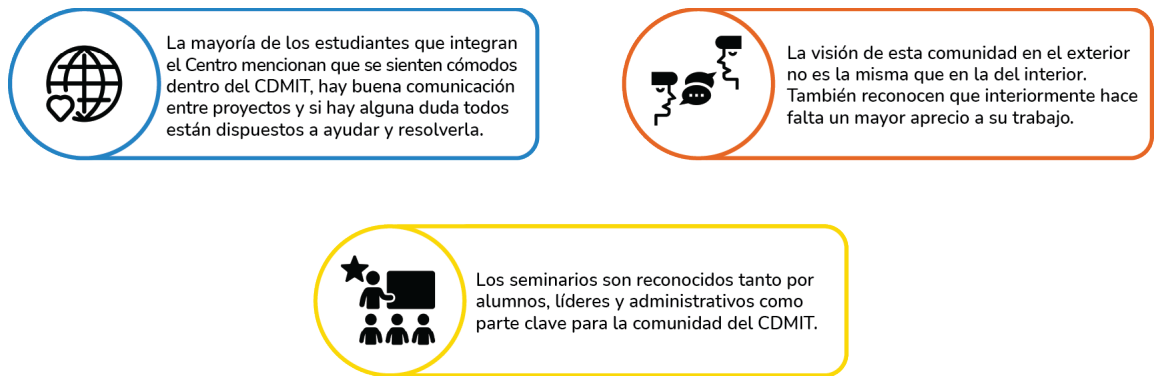 La mayoría de los estudiantes que integran
el Centro mencionan que se sienten cómodos
dentro del CDMIT, hay buena comunicación
entre proyectos y si hay alguna duda todos
están dispuestos a ayudar y resolverla.
La visión de esta comunidad en el exterior
no es la misma que en la del interior.
También reconocen que interiormente hace
falta un mayor aprecio a su trabajo.
Los seminarios son reconocidos tanto por
alumnos, líderes y administrativos como
parte clave para la comunidad del CDMIT.